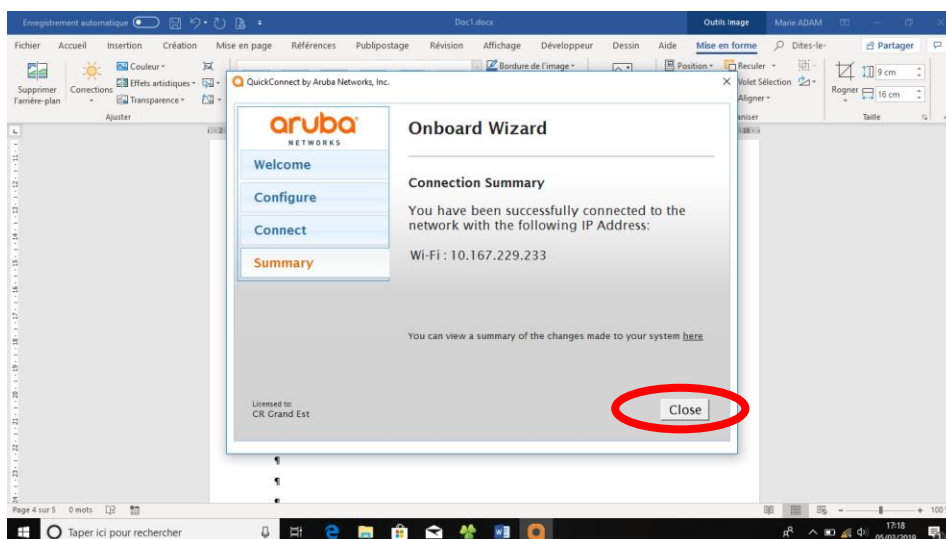 Enregistrement automatique
Doc1.docx
Outils Image
Marie ADAM
Fichier Accueil Insertion Création Mise en page Références Publipostage Révision Affichage Développeur Dessin Aide Mise en forme Dites-le- Partager
Supprimer l'arrière-plan
Corrections
Couleur
Effets artistiques
Transparence
Ajuster
Bordure de l'image
Position
Reculer
Volet Sélection
Aligner
Rogner
9 cm
16 cm
Taille
QuickConnect by Aruba Networks, Inc.
aruba
NETWORKS
Welcome
Configure
Connect
Summary
Onboard Wizard
Connection Summary
You have been successfully connected to the
network with the following IP Address:
Wi-Fi : 10.167.229.233
You can view a summary of the changes made to your system here
Licensed to:
CR Grand Est
Close
Page 4 sur 5 0 mots
Taper ici pour rechercher
17:18
05/03/2019